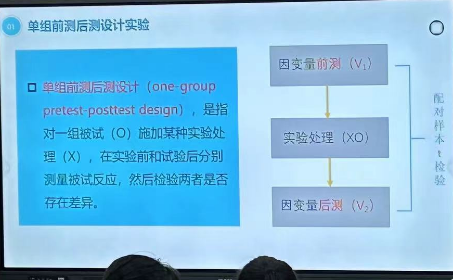 01 单组前测后测设计实验
单组前测后测设计（one-group
pretest-posttest design），是指
对一组被试（O）施加某种实验处
理（X），在实验前和试验后分别
测量被试反应，然后检验两者是否
存在差异。
因变量前测（V₁）
实验处理（XO）
因变量后测（V₂）
配对样本t检验